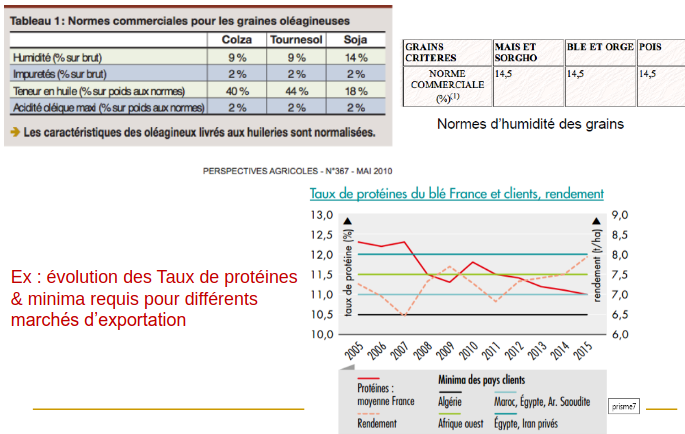 Tableau 1 : Normes commerciales pour les graines oléagineuses
Colza Tournesol Soja
Humidité (% sur brut) 9 % 9 % 14 %
Impuretés (% sur brut) 2 % 2 % 2 %
Teneur en huile (% sur poids aux normes) 40 % 44 % 18 %
Acidité oléique maxi (% sur poids aux normes) 2 % 2 % 2 %
➔ Les caractéristiques des oléagineux livrés aux huileries sont normalisées.
GRAINS CRITERES MAIS ET SORGHO BLE ET ORGE POIS
NORME COMMERCIALE (%)(1) 14,5 14,5 14,5
Normes d'humidité des grains
PERSPECTIVES AGRICOLES - N°367 - MAI 2010
Taux de protéines du blé France et clients, rendement
Ex : évolution des Taux de protéines
& minima requis pour différents
marchés d'exportation
taux de protéine (%)
13,0
12,5
12,0
11,5
11,0
11,5
10,0
rendement (t/ha)
9,0
8,5
8,0
7,5
7,0
6,5
6,0
2005 2006 2007 2008 2009 2010 2011 2012 2013 2014 2015
Protéines :
moyenne France
Rendement
Minima des pays clients
Algérie Maroc, Égypte, Ar. Saoudite
Afrique ouest Égypte, Iran privés
prisme7